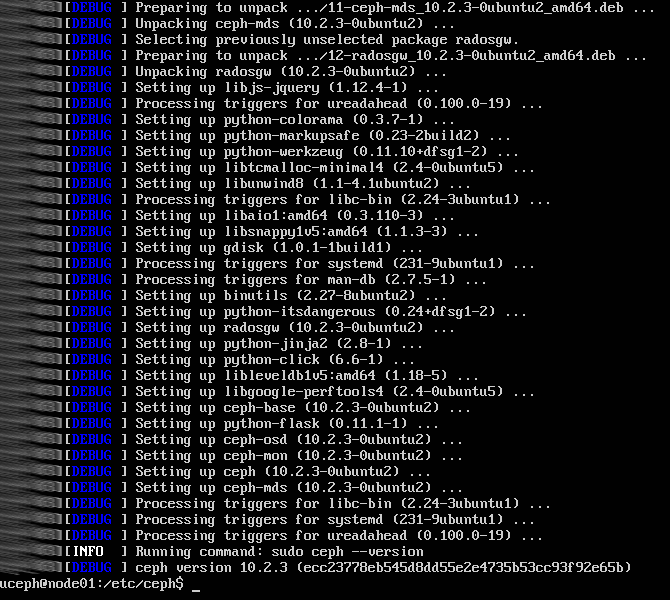 ][DEBUG ] Preparing to unpack .../11-ceph-mds_10.2.3-0ubuntu2_amd64.deb ...
][DEBUG ] Unpacking ceph-mds (10.2.3-0ubuntu2) ...
][DEBUG ] Selecting previously unselected package radosgw.
][DEBUG ] Preparing to unpack .../12-radosgw_10.2.3-0ubuntu2_amd64.deb ...
][DEBUG ] Unpacking radosgw (10.2.3-0ubuntu2) ...
][DEBUG ] Setting up libjs-jquery (1.12.4-1) ...
][DEBUG ] Processing triggers for ureadahead (0.100.0-19) ...
][DEBUG ] Setting up python-colorama (0.3.7-1) ...
][DEBUG ] Setting up python-markupsafe (0.23-2build2) ...
][DEBUG ] Setting up python-werkzeug (0.11.10+dfsg1-2) ...
][DEBUG ] Setting up libtcmalloc-minimal4 (2.4-0ubuntu5) ...
][DEBUG ] Setting up libunwind8 (1.1-4.1ubuntu2) ...
][DEBUG ] Processing triggers for libc-bin (2.24-3ubuntu1) ...
][DEBUG ] Setting up libaio1:amd64 (0.3.110-3) ...
][DEBUG ] Setting up libsnappy1v5:amd64 (1.1.3-3) ...
][DEBUG ] Setting up gdisk (1.0.1-1build1) ...
][DEBUG ] Processing triggers for systemd (231-9ubuntu1) ...
][DEBUG ] Processing triggers for man-db (2.7.5-1) ...
][DEBUG ] Setting up binutils (2.27-8ubuntu2) ...
][DEBUG ] Setting up python-itsdangerous (0.24+dfsg1-2) ...
][DEBUG ] Setting up radosgw (10.2.3-0ubuntu2) ...
][DEBUG ] Setting up python-jinja2 (2.8-1) ...
][DEBUG ] Setting up python-click (6.6-1) ...
][DEBUG ] Setting up libleveldb1v5:amd64 (1.18-5) ...
][DEBUG ] Setting up libgoogle-perftools4 (2.4-0ubuntu5) ...
][DEBUG ] Setting up ceph-base (10.2.3-0ubuntu2) ...
][DEBUG ] Setting up python-flask (0.11.1-1) ...
][DEBUG ] Setting up ceph-osd (10.2.3-0ubuntu2) ...
][DEBUG ] Setting up ceph-mon (10.2.3-0ubuntu2) ...
][DEBUG ] Setting up ceph (10.2.3-0ubuntu2) ...
][DEBUG ] Setting up ceph-mds (10.2.3-0ubuntu2) ...
][DEBUG ] Processing triggers for libc-bin (2.24-3ubuntu1) ...
][DEBUG ] Processing triggers for systemd (231-9ubuntu1) ...
][DEBUG ] Processing triggers for ureadahead (0.100.0-19) ...
][INFO  ] Running command: sudo ceph --version
][DEBUG ] ceph version 10.2.3 (ecc23778eb545d8dd55e2e4735b53cc93f92e65b)
uceph@node01:/etc/ceph$ _